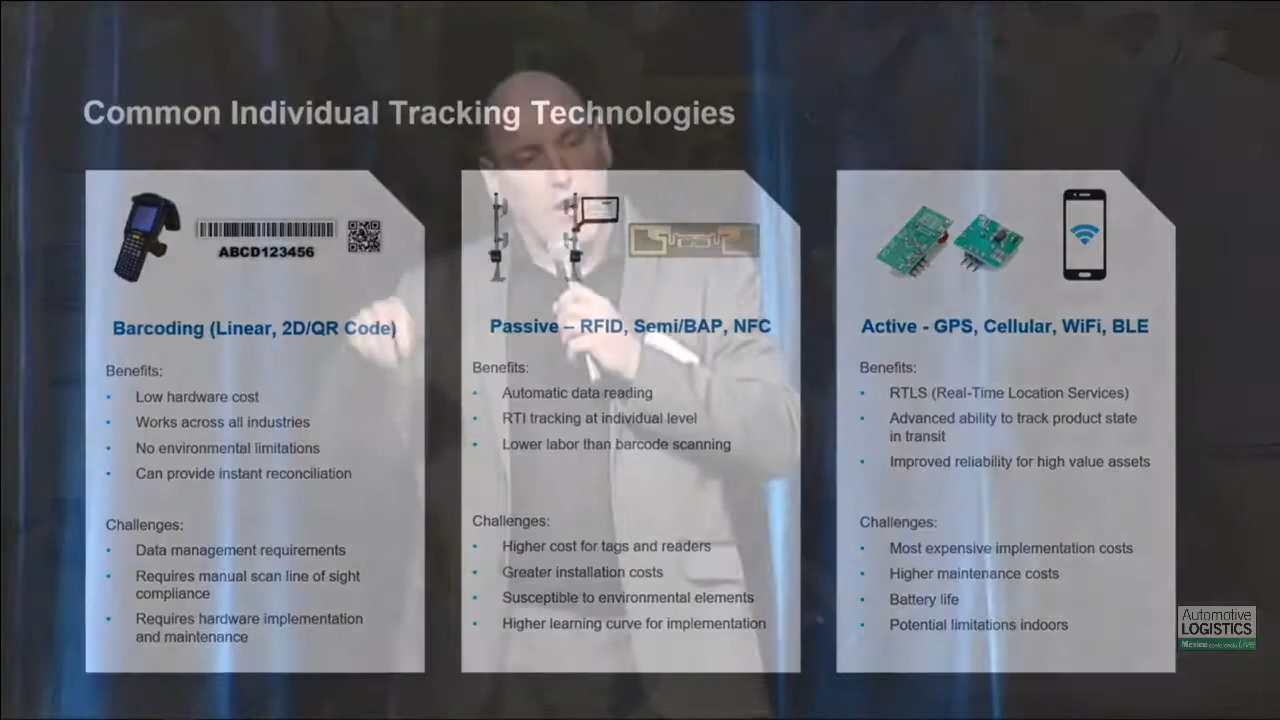 Common Individual Tracking Technologies
ABCD123456
Barcoding (Linear, 2D/QR Code)
Benefits:
• Low hardware cost
• Works across all industries
• No environmental limitations
• Can provide instant reconciliation
Challenges:
• Data management requirements
• Requires manual scan line of sight
compliance
• Requires hardware implementation
and maintenance
Passive – RFID, Semi/BAP, NFC
Benefits:
• Automatic data reading
• RTI tracking at individual level
• Lower labor than barcode scanning
Challenges:
• Higher cost for tags and readers
• Greater installation costs
• Susceptible to environmental elements
• Higher learning curve for implementation
Active - GPS, Cellular, WiFi, BLE
Benefits:
• RTLS (Real-Time Location Services)
• Advanced ability to track product state
in transit
• Improved reliability for high value assets
Challenges:
• Most expensive implementation costs
• Higher maintenance costs
• Battery life
• Potential limitations indoors
Automotive
LOGISTICS
México conferencia Live